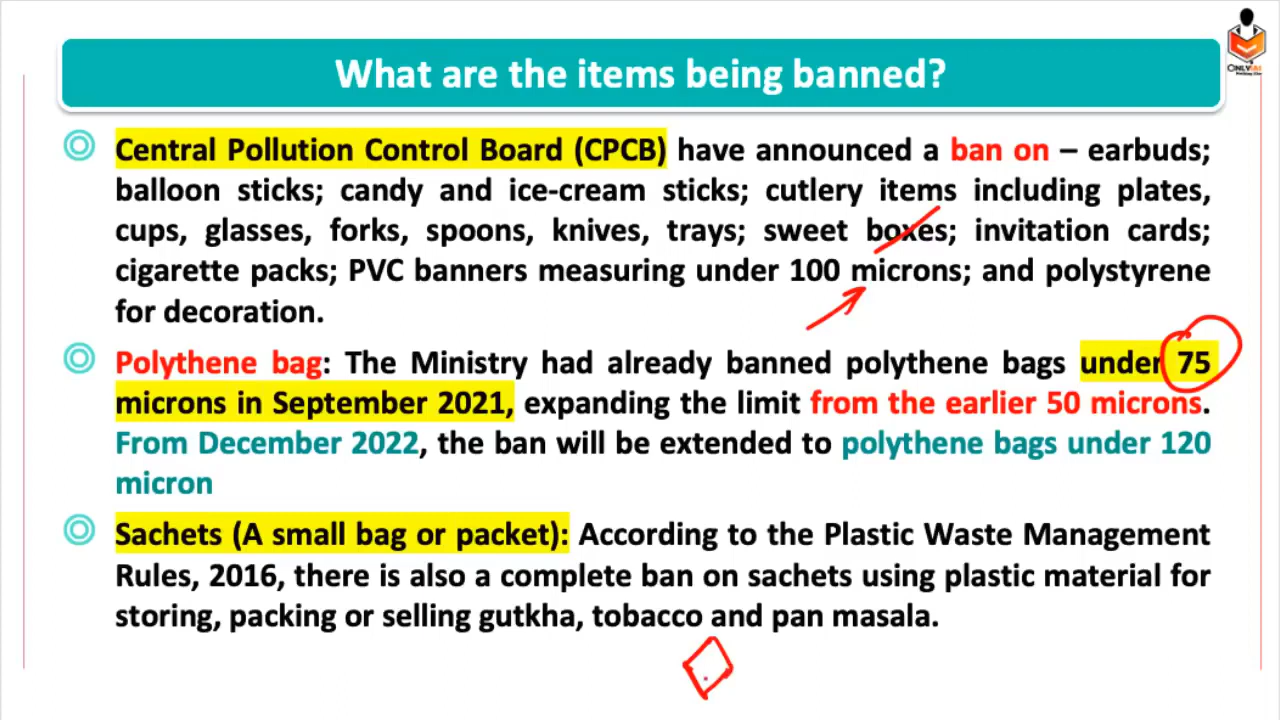 What are the items being banned?
ONLYIAS
Central Pollution Control Board (CPCB) have announced a ban on – earbuds;
balloon sticks; candy and ice-cream sticks; cutlery items including plates,
cups, glasses, forks, spoons, knives, trays; sweet boxes; invitation cards;
cigarette packs; PVC banners measuring under 100 microns; and polystyrene
for decoration.
Polythene bag: The Ministry had already banned polythene bags under 75
microns in September 2021, expanding the limit from the earlier 50 microns.
From December 2022, the ban will be extended to polythene bags under 120
micron
Sachets (A small bag or packet): According to the Plastic Waste Management
Rules, 2016, there is also a complete ban on sachets using plastic material for
storing, packing or selling gutkha, tobacco and pan masala.